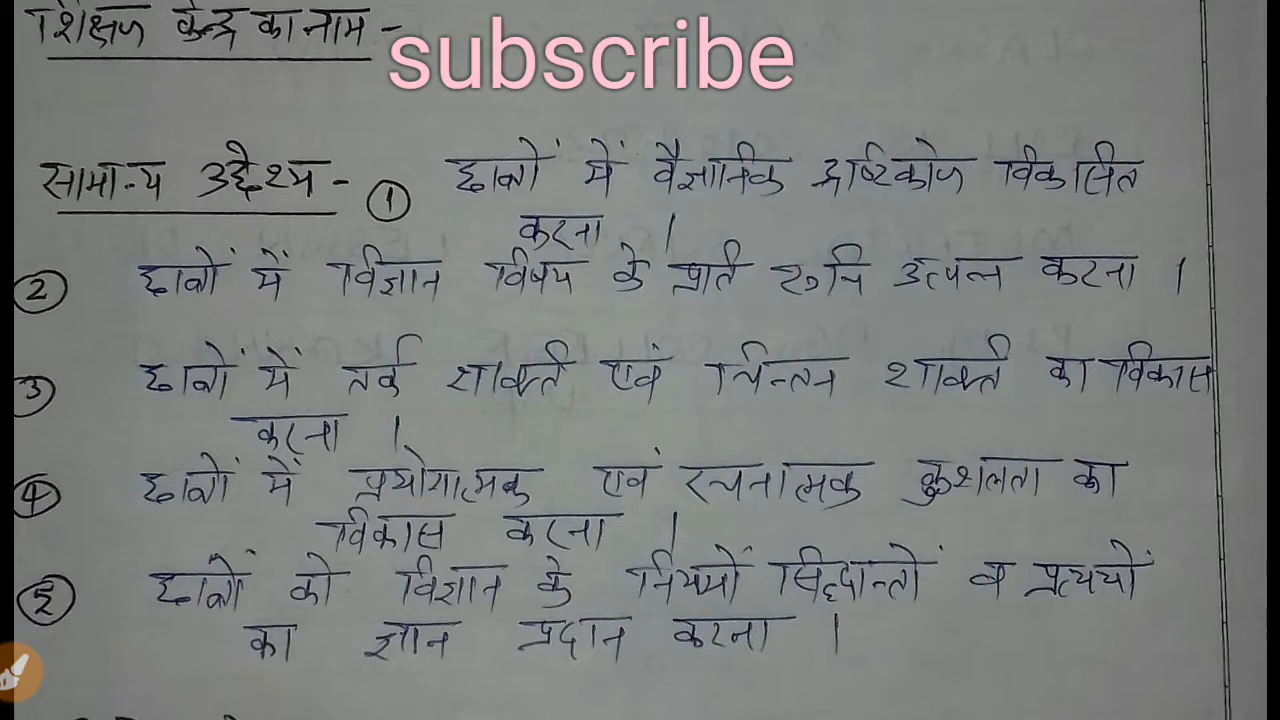 शिक्षण केन्द्र का नाम -
subscribe
सामान्य उद्देश्य - ① छात्रों में वैज्ञानिक द्रष्टिकोण विकासित
करना ।
② छात्रों में विज्ञान विषय के प्रति रुचि उत्पन्न करना ।
③ छात्रों में तर्क शक्ति एवं चिन्तन शक्ति का विकास
करना ।
④ छात्रों में प्रयोगात्मक एवं रचनात्मक कुशलता का
विकास करना ।
⑤ छात्रों को विज्ञान के नियमों सिद्धान्तों व प्रत्ययों
का ज्ञान प्रदान करना ।